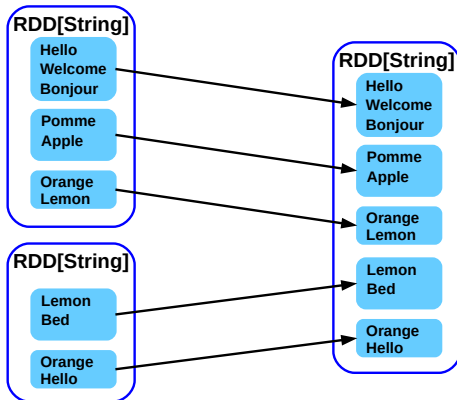 RDD[String]
Hello
Welcome
Bonjour
Pomme
Apple
Orange
Lemon
RDD[String]
Lemon
Bed
Orange
Hello
RDD[String]
Hello
Welcome
Bonjour
Pomme
Apple
Orange
Lemon
Lemon
Bed
Orange
Hello